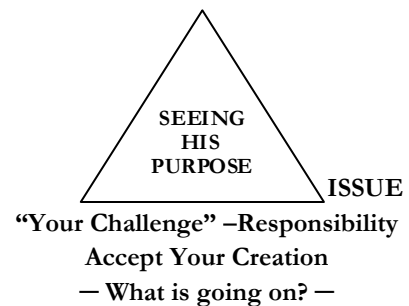 SEEING
HIS
PURPOSE
ISSUE
“Your Challenge” –Responsibility
Accept Your Creation
— What is going on? —